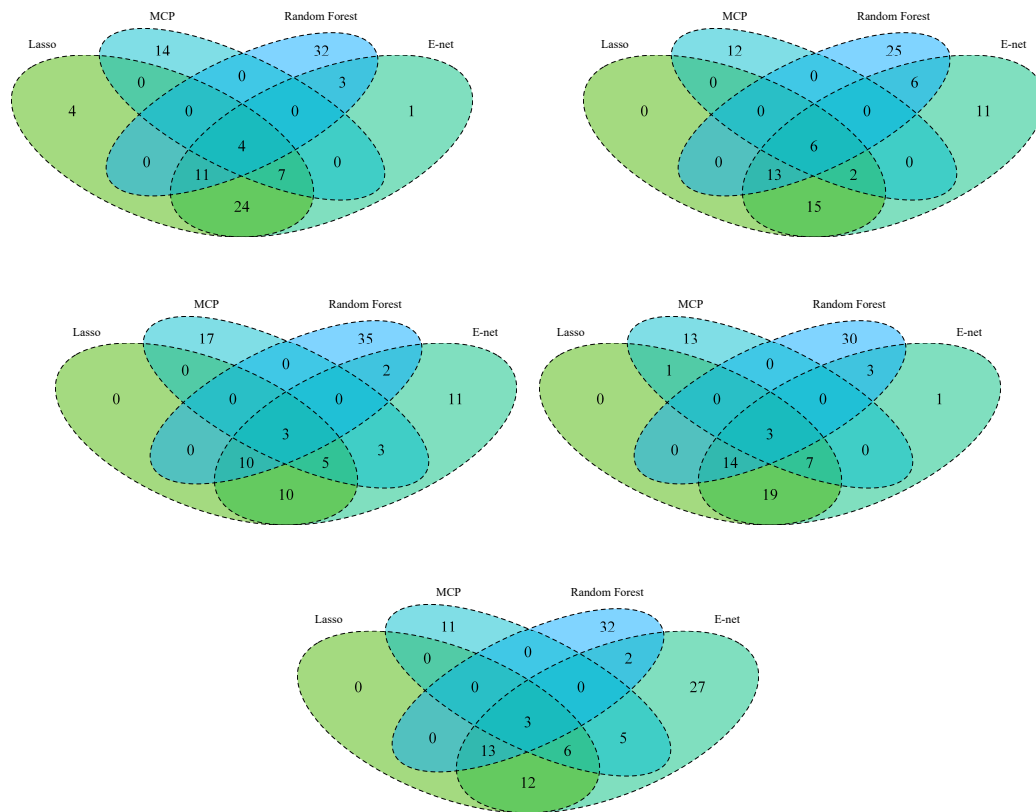 MCP Random Forest
Lasso E-net
14 32
0 0 3
4 0 0 1
4
0 11 7 0
24
MCP Random Forest
Lasso E-net
12 25
0 0 6
0 0 0 11
6
0 13 2 0
15
MCP Random Forest
Lasso E-net
17 35
0 0 2
0 0 0 11
3
0 10 5 3
10
MCP Random Forest
Lasso E-net
13 30
1 0 3
0 0 0 1
3
0 14 7 0
19
MCP Random Forest
Lasso E-net
11 32
0 0 2
0 0 0 27
3
0 13 6 5
12